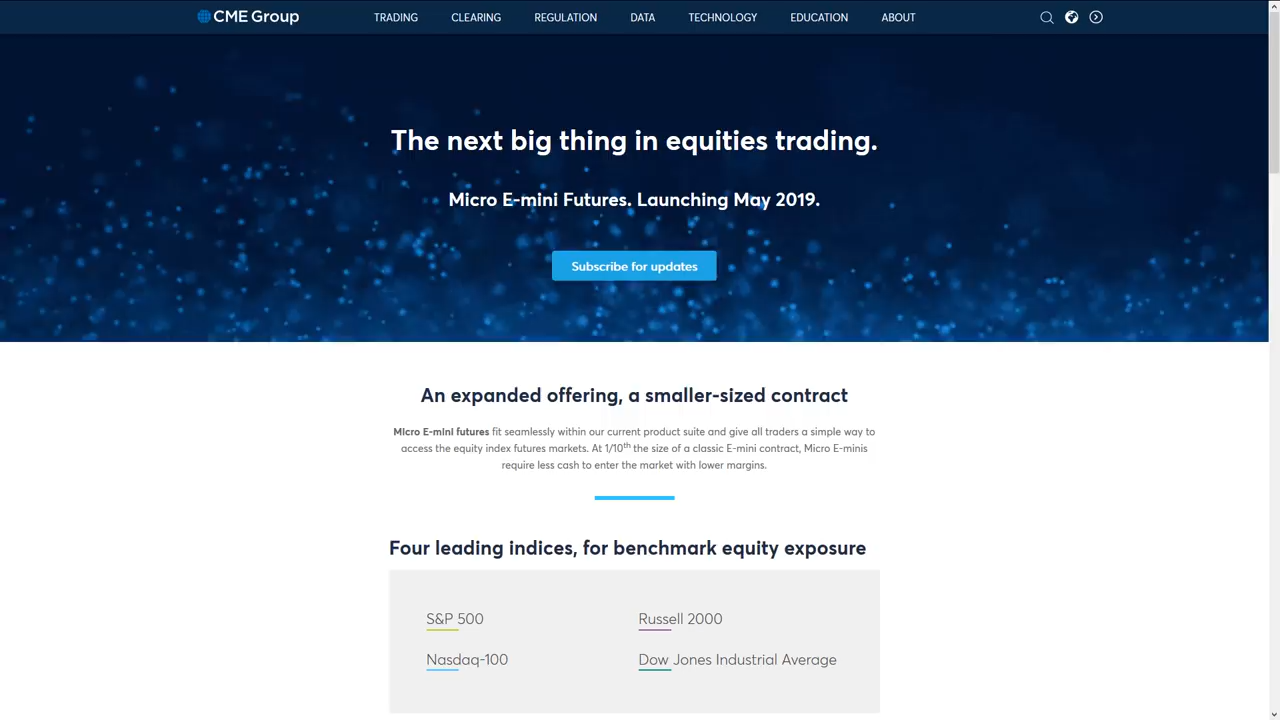 CME Group TRADING CLEARING REGULATION DATA TECHNOLOGY EDUCATION ABOUT
The next big thing in equities trading.
Micro E-mini Futures. Launching May 2019.
Subscribe for updates
An expanded offering, a smaller-sized contract
Micro E-mini futures fit seamlessly within our current product suite and give all traders a simple way to
access the equity index futures markets. At 1/10th the size of a classic E-mini contract, Micro E-minis
require less cash to enter the market with lower margins.
Four leading indices, for benchmark equity exposure
S&P 500 Russell 2000
Nasdaq-100 Dow Jones Industrial Average